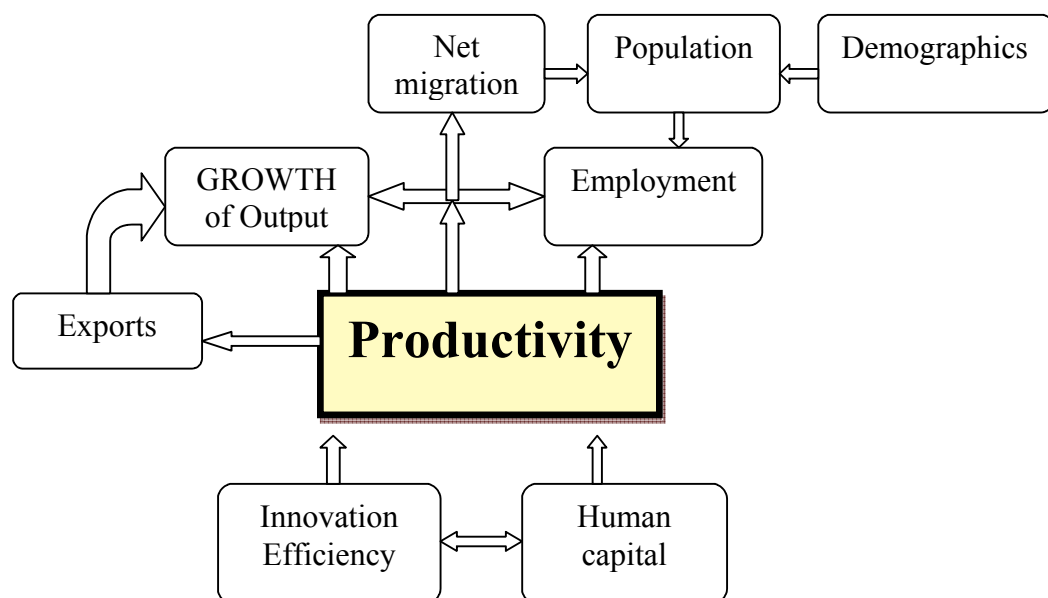 Net
migration
Population
Demographics
GROWTH
of Output
Employment
Exports
Productivity
Innovation
Efficiency
Human
capital